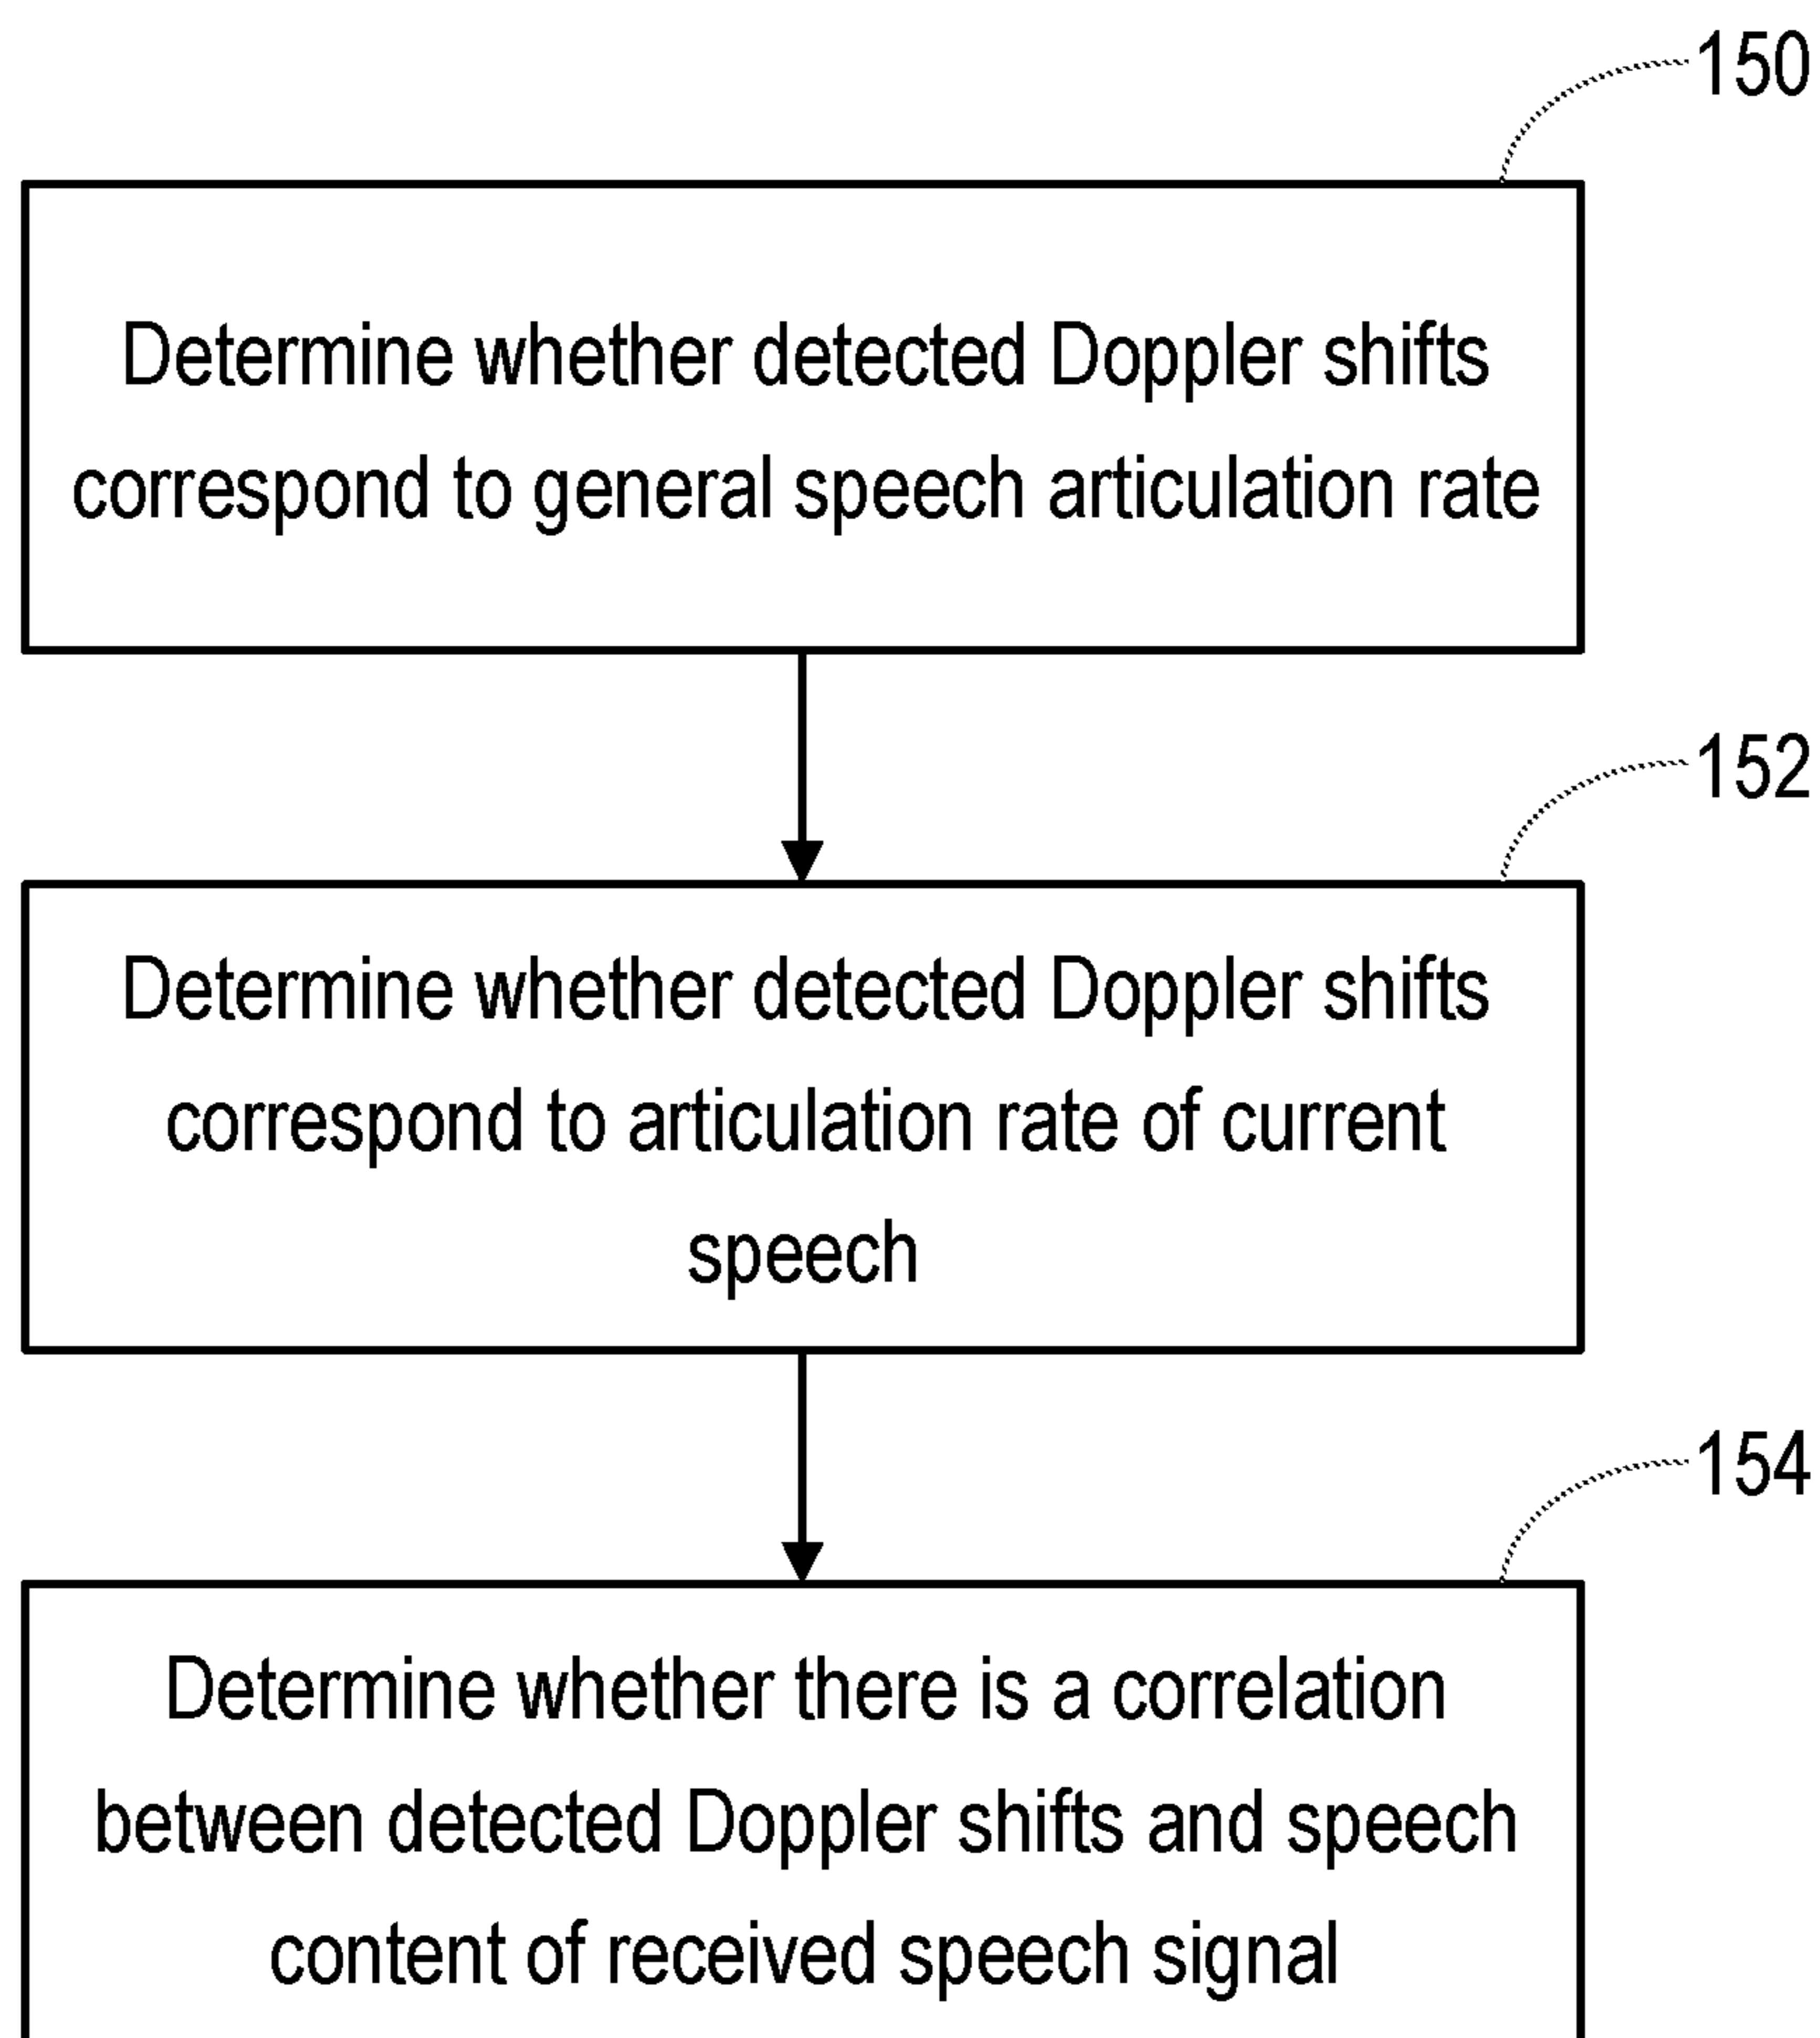 150
Determine whether detected Doppler shifts
correspond to general speech articulation rate
152
Determine whether detected Doppler shifts
correspond to articulation rate of current
speech
154
Determine whether there is a correlation
between detected Doppler shifts and speech
content of received speech signal